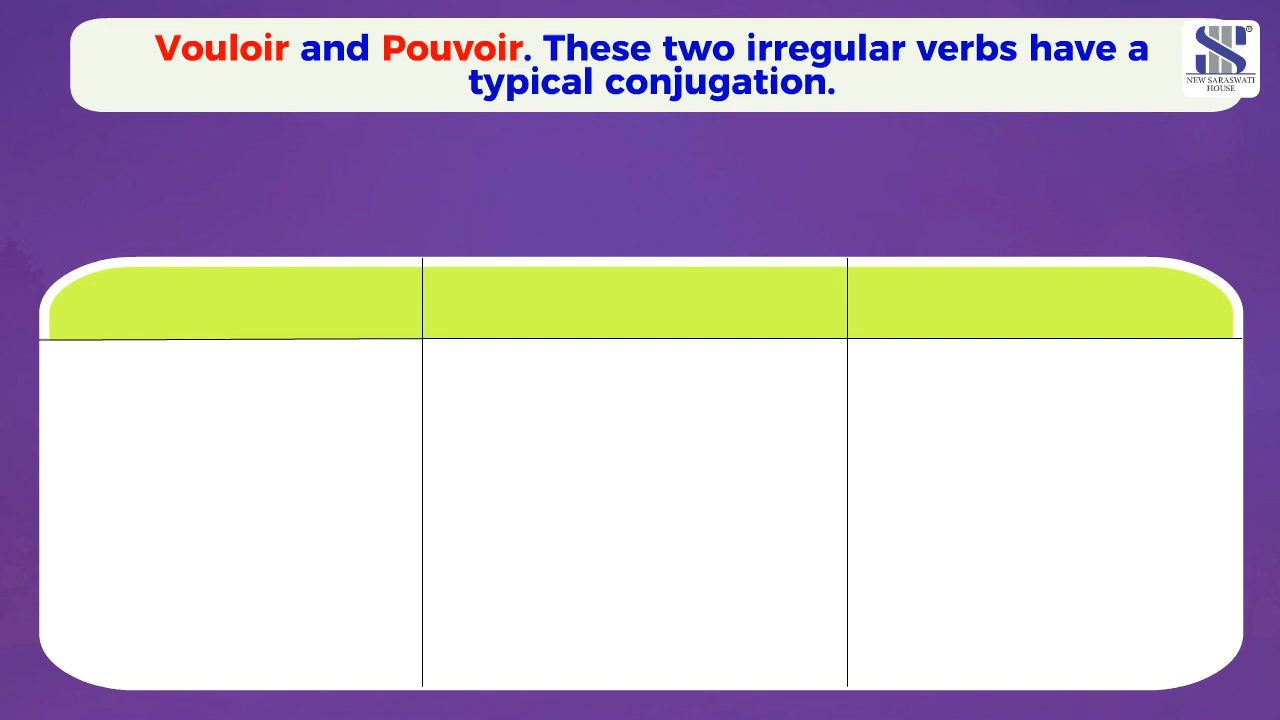 Vouloir and Pouvoir. These two irregular verbs have a
typical conjugation.
NEW SARASWATI
HOUSE